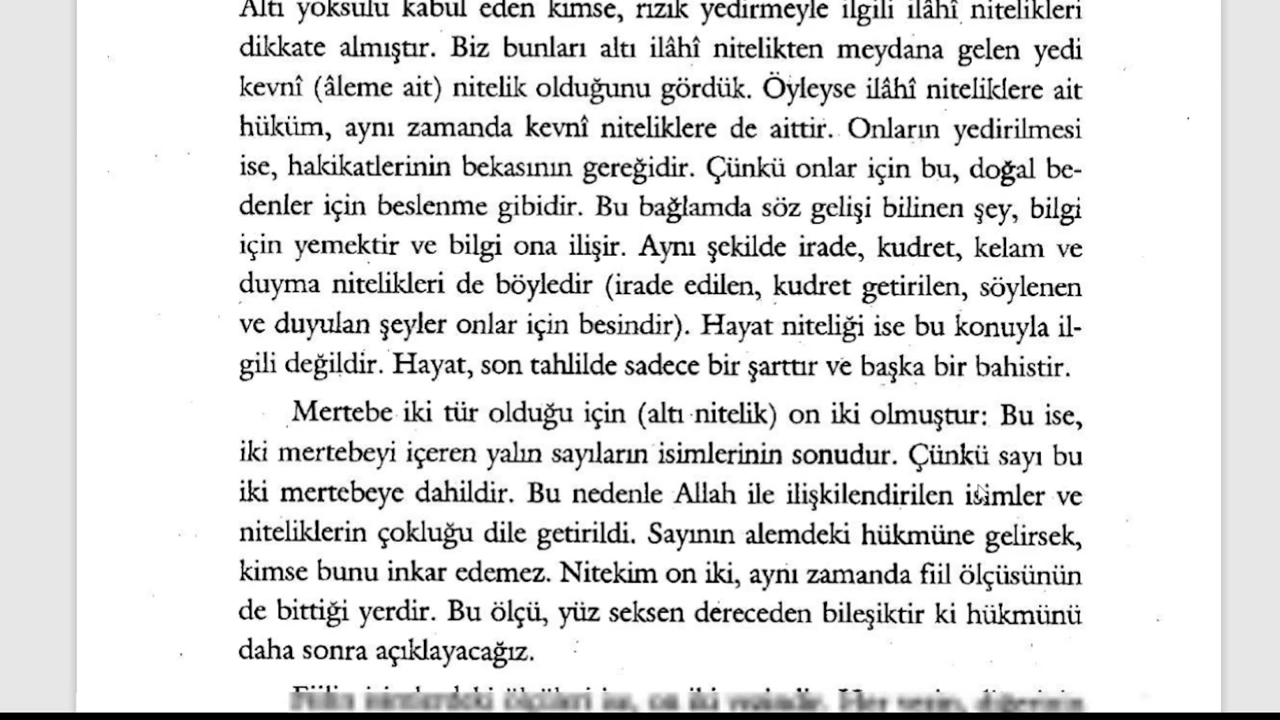 Altı yoksulu kabul eden kimse, rızık yedirmeyle ilgili ilâhî nitelikleri
dikkate almıştır. Biz bunları altı ilâhî nitelikten meydana gelen yedi
kevnî (âleme ait) nitelik olduğunu gördük. Öyleyse ilâhî niteliklere ait
hüküm, aynı zamanda kevnî niteliklere de aittir. Onların yedirilmesi
ise, hakikatlerinin bekasının gereğidir. Çünkü onlar için bu, doğal be-
denler için beslenme gibidir. Bu bağlamda söz gelişi bilinen şey, bilgi
için yemektir ve bilgi ona ilişir. Aynı şekilde irade, kudret, kelam ve
duyma nitelikleri de böyledir (irade edilen, kudret getirilen, söylenen
ve duyulan şeyler onlar için besindir). Hayat niteliği ise bu konuyla il-
gili değildir. Hayat, son tahlilde sadece bir şarttır ve başka bir bahistir.
Mertebe iki tür olduğu için (altı nitelik) on iki olmuştur: Bu ise,
iki mertebeyi içeren yalın sayıların isimlerinin sonudur. Çünkü sayı bu
iki mertebeye dahildir. Bu nedenle Allah ile ilişkilendirilen isimler ve
niteliklerin çokluğu dile getirildi. Sayının alemdeki hükmüne gelirsek,
kimse bunu inkar edemez. Nitekim on iki, aynı zamanda fiil ölçüsünün
de bittiği yerdir. Bu ölçü, yüz seksen dereceden bileşiktir ki hükmünü
daha sonra açıklayacağız.
on iki Her